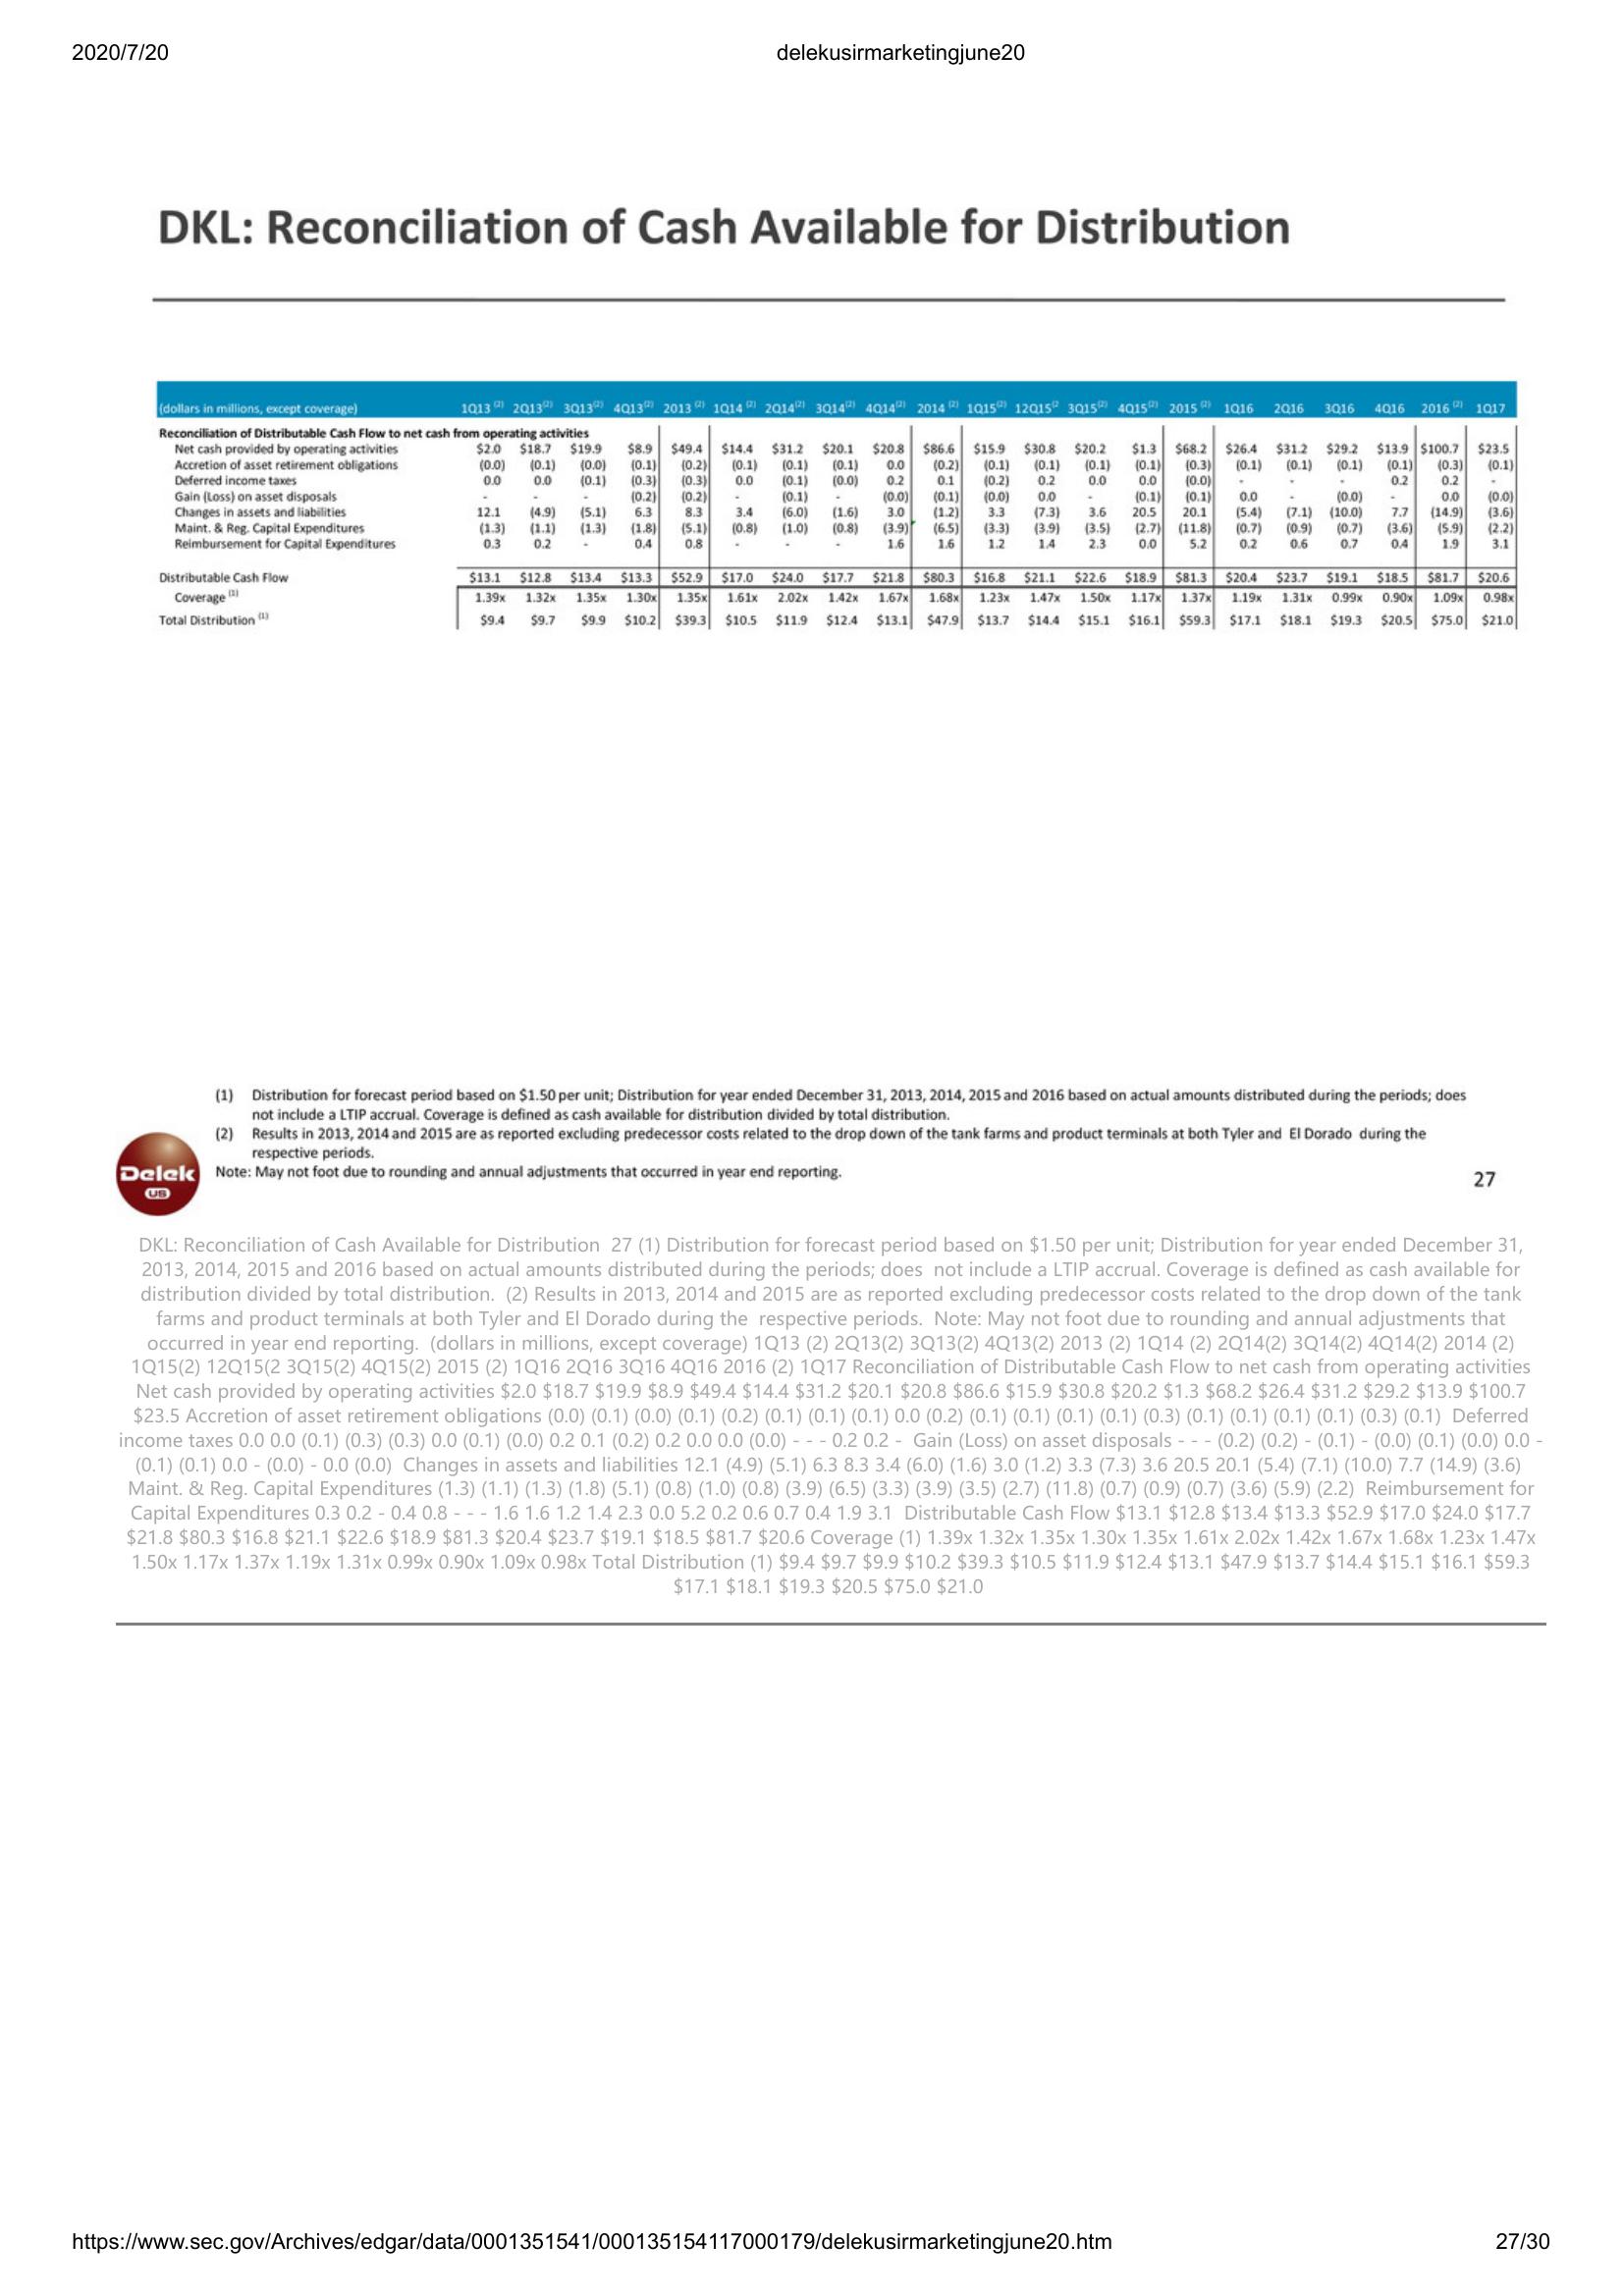 2020/7/20 delekusirmarketingjune20
DKL: Reconciliation of Cash Available for Distribution
(dollars in millions, except coverage) 1Q13 (2) 2Q13(2) 3Q13(2) 4Q13(2) 2013 (2) 1Q14 (2) 2Q14(2) 3Q14(2) 4Q14(2) 2014 (2) 1Q15(2) 12Q15(2 3Q15(2) 4Q15(2) 2015 (2) 1Q16 2Q16 3Q16 4Q16 2016 (2) 1Q17
Reconciliation of Distributable Cash Flow to net cash from operating activities
Net cash provided by operating activities $2.0 $18.7 $19.9 $8.9 $49.4 $14.4 $31.2 $20.1 $20.8 $86.6 $15.9 $30.8 $20.2 $1.3 $68.2 $26.4 $31.2 $29.2 $13.9 $100.7 $23.5
Accretion of asset retirement obligations (0.0) (0.1) (0.0) (0.1) (0.2) (0.1) (0.1) (0.1) 0.0 (0.2) (0.1) (0.1) (0.1) (0.1) (0.3) (0.1) (0.1) (0.1) (0.1) (0.3) (0.1)
Deferred income taxes 0.0 0.0 (0.1) (0.3) (0.3) 0.0 (0.1) (0.0) 0.2 0.1 (0.2) 0.2 0.0 0.0 (0.0) - - - 0.2 0.2 -
Gain (Loss) on asset disposals - - - (0.2) (0.2) - (0.1) - (0.0) (0.1) (0.0) 0.0 - (0.1) (0.1) 0.0 - (0.0) - 0.0 (0.0)
Changes in assets and liabilities 12.1 (4.9) (5.1) 6.3 8.3 3.4 (6.0) (1.6) 3.0 (1.2) 3.3 (7.3) 3.6 20.5 20.1 (5.4) (7.1) (10.0) 7.7 (14.9) (3.6)
Maint. & Reg. Capital Expenditures (1.3) (1.1) (1.3) (1.8) (5.1) (0.8) (1.0) (0.8) (3.9) (6.5) (3.3) (3.9) (3.5) (2.7) (11.8) (0.7) (0.9) (0.7) (3.6) (5.9) (2.2)
Reimbursement for Capital Expenditures 0.3 0.2 - 0.4 0.8 - - - 1.6 1.6 1.2 1.4 2.3 0.0 5.2 0.2 0.6 0.7 0.4 1.9 3.1
Distributable Cash Flow $13.1 $12.8 $13.4 $13.3 $52.9 $17.0 $24.0 $17.7 $21.8 $80.3 $16.8 $21.1 $22.6 $18.9 $81.3 $20.4 $23.7 $19.1 $18.5 $81.7 $20.6
Coverage (1) 1.39x 1.32x 1.35x 1.30x 1.35x 1.61x 2.02x 1.42x 1.67x 1.68x 1.23x 1.47x 1.50x 1.17x 1.37x 1.19x 1.31x 0.99x 0.90x 1.09x 0.98x
Total Distribution (1) $9.4 $9.7 $9.9 $10.2 $39.3 $10.5 $11.9 $12.4 $13.1 $47.9 $13.7 $14.4 $15.1 $16.1 $59.3 $17.1 $18.1 $19.3 $20.5 $75.0 $21.0
(1) Distribution for forecast period based on $1.50 per unit; Distribution for year ended December 31, 2013, 2014, 2015 and 2016 based on actual amounts distributed during the periods; does
not include a LTIP accrual. Coverage is defined as cash available for distribution divided by total distribution.
(2) Results in 2013, 2014 and 2015 are as reported excluding predecessor costs related to the drop down of the tank farms and product terminals at both Tyler and El Dorado during the
respective periods.
Note: May not foot due to rounding and annual adjustments that occurred in year end reporting.
Delek
US
27
DKL: Reconciliation of Cash Available for Distribution 27 (1) Distribution for forecast period based on $1.50 per unit; Distribution for year ended December 31,
2013, 2014, 2015 and 2016 based on actual amounts distributed during the periods; does not include a LTIP accrual. Coverage is defined as cash available for
distribution divided by total distribution. (2) Results in 2013, 2014 and 2015 are as reported excluding predecessor costs related to the drop down of the tank
farms and product terminals at both Tyler and El Dorado during the respective periods. Note: May not foot due to rounding and annual adjustments that
occurred in year end reporting. (dollars in millions, except coverage) 1Q13 (2) 2Q13(2) 3Q13(2) 4Q13(2) 2013 (2) 1Q14 (2) 2Q14(2) 3Q14(2) 4Q14(2) 2014 (2)
1Q15(2) 12Q15(2 3Q15(2) 4Q15(2) 2015 (2) 1Q16 2Q16 3Q16 4Q16 2016 (2) 1Q17 Reconciliation of Distributable Cash Flow to net cash from operating activities
Net cash provided by operating activities $2.0 $18.7 $19.9 $8.9 $49.4 $14.4 $31.2 $20.1 $20.8 $86.6 $15.9 $30.8 $20.2 $1.3 $68.2 $26.4 $31.2 $29.2 $13.9 $100.7
$23.5 Accretion of asset retirement obligations (0.0) (0.1) (0.0) (0.1) (0.2) (0.1) (0.1) (0.1) 0.0 (0.2) (0.1) (0.1) (0.1) (0.1) (0.3) (0.1) (0.1) (0.1) (0.1) (0.3) (0.1) Deferred
income taxes 0.0 0.0 (0.1) (0.3) (0.3) 0.0 (0.1) (0.0) 0.2 0.1 (0.2) 0.2 0.0 0.0 (0.0) - - - 0.2 0.2 - Gain (Loss) on asset disposals - - - (0.2) (0.2) - (0.1) - (0.0) (0.1) (0.0) 0.0 -
(0.1) (0.1) 0.0 - (0.0) - 0.0 (0.0) Changes in assets and liabilities 12.1 (4.9) (5.1) 6.3 8.3 3.4 (6.0) (1.6) 3.0 (1.2) 3.3 (7.3) 3.6 20.5 20.1 (5.4) (7.1) (10.0) 7.7 (14.9) (3.6)
Maint. & Reg. Capital Expenditures (1.3) (1.1) (1.3) (1.8) (5.1) (0.8) (1.0) (0.8) (3.9) (6.5) (3.3) (3.9) (3.5) (2.7) (11.8) (0.7) (0.9) (0.7) (3.6) (5.9) (2.2) Reimbursement for
Capital Expenditures 0.3 0.2 - 0.4 0.8 - - - 1.6 1.6 1.2 1.4 2.3 0.0 5.2 0.2 0.6 0.7 0.4 1.9 3.1 Distributable Cash Flow $13.1 $12.8 $13.4 $13.3 $52.9 $17.0 $24.0 $17.7
$21.8 $80.3 $16.8 $21.1 $22.6 $18.9 $81.3 $20.4 $23.7 $19.1 $18.5 $81.7 $20.6 Coverage (1) 1.39x 1.32x 1.35x 1.30x 1.35x 1.61x 2.02x 1.42x 1.67x 1.68x 1.23x 1.47x
1.50x 1.17x 1.37x 1.19x 1.31x 0.99x 0.90x 1.09x 0.98x Total Distribution (1) $9.4 $9.7 $9.9 $10.2 $39.3 $10.5 $11.9 $12.4 $13.1 $47.9 $13.7 $14.4 $15.1 $16.1 $59.3
$17.1 $18.1 $19.3 $20.5 $75.0 $21.0
https://www.sec.gov/Archives/edgar/data/0001351541/000135154117000179/delekusirmarketingjune20.htm 27/30